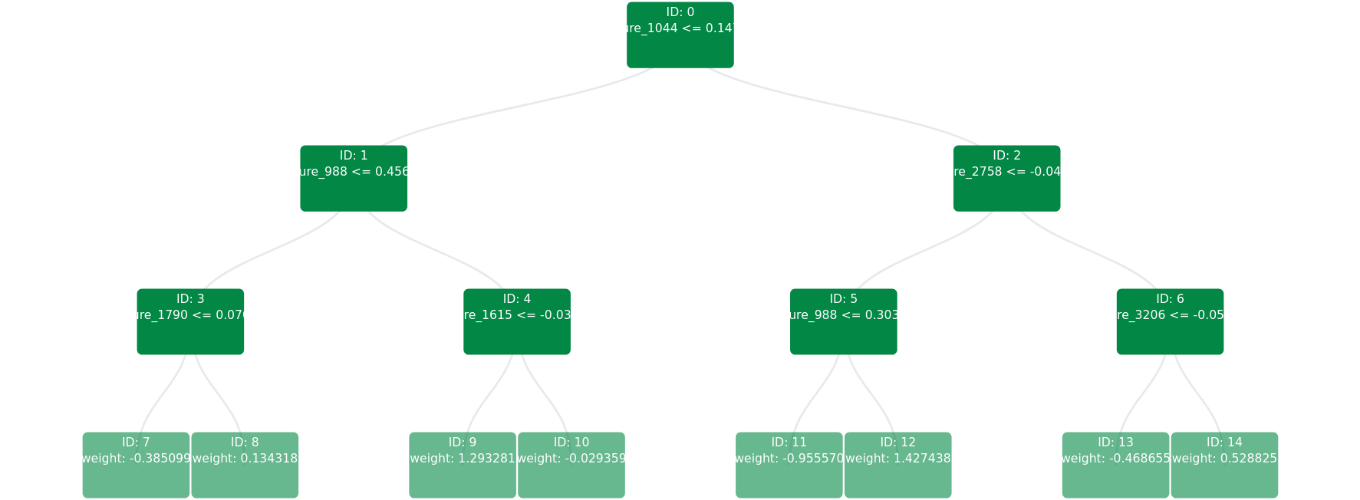 ID: 0
ure_1044 <= 0.14
ID: 1
ure_988 <= 0.456
ID: 2
re_2758 <= -0.04
ID: 3
ure_1790 <= 0.07
ID: 4
re_1615 <= -0.03
ID: 5
ure_988 <= 0.303
ID: 6
re_3206 <= -0.05
ID: 7
weight: -0.385099
ID: 8
weight: 0.134318
ID: 9
weight: 1.293281
ID: 10
weight: -0.029359
ID: 11
weight: -0.955570
ID: 12
weight: 1.427438
ID: 13
weight: -0.468655
ID: 14
weight: 0.528825